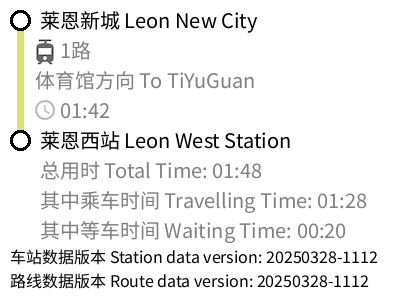 莱恩新城 Leon New City
1路
体育馆方向 To TiYuGuan
01:42
莱恩西站 Leon West Station
总用时 Total Time: 01:48
其中乘车时间 Travelling Time: 01:28
其中等车时间 Waiting Time: 00:20
车站数据版本 Station data version: 20250328-1112
路线数据版本 Route data version: 20250328-1112